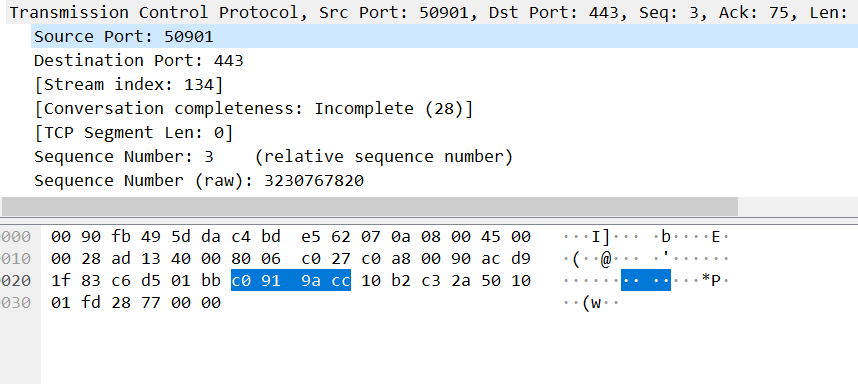 Transmission Control Protocol, Src Port: 50901, Dst Port: 443, Seq: 3, Ack: 75, Len:
Source Port: 50901
Destination Port: 443
[Stream index: 134]
[Conversation completeness: Incomplete (28)]
[TCP Segment Len: 0]
Sequence Number: 3    (relative sequence number)
Sequence Number (raw): 3230767820
0000  00 90 fb 49 5d da c4 bd  e5 62 07 0a 08 00 45 00   ···I]··· ·b····E·
0010  00 28 ad 13 40 00 80 06  c0 27 c0 a8 00 90 ac d9   ·(··@··· ·'······
0020  1f 83 c6 d5 01 bb c0 91  9a cc 10 b2 c3 2a 50 10   ········ ·····*P·
0030  01 fd 28 77 00 00   ··(w··